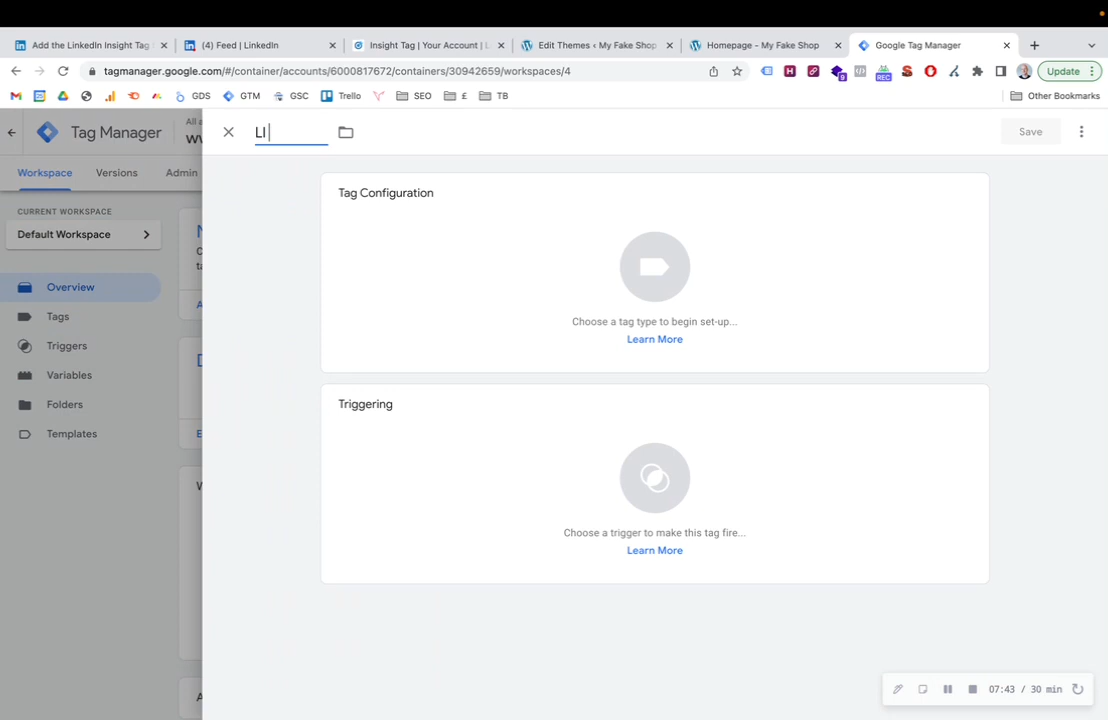 Add the LinkedIn Insight Tag
(4) Feed | LinkedIn
Insight Tag | Your Account | L
Edit Themes ‹ My Fake Shop
Homepage - My Fake Shop
Google Tag Manager
tagmanager.google.com/#/container/accounts/6000817672/containers/30942659/workspaces/4
9
REC
Update
GDS
GTM
GSC
Trello
SEO
£
TB
Other Bookmarks
Tag Manager
All a
LI
Save
Workspace
Versions
Admin
Tag Configuration
CURRENT WORKSPACE
Default Workspace
Overview
Tags
Triggers
Variables
Folders
Templates
Choose a tag type to begin set-up...
Learn More
Triggering
Choose a trigger to make this tag fire...
Learn More
07:43 / 30 min